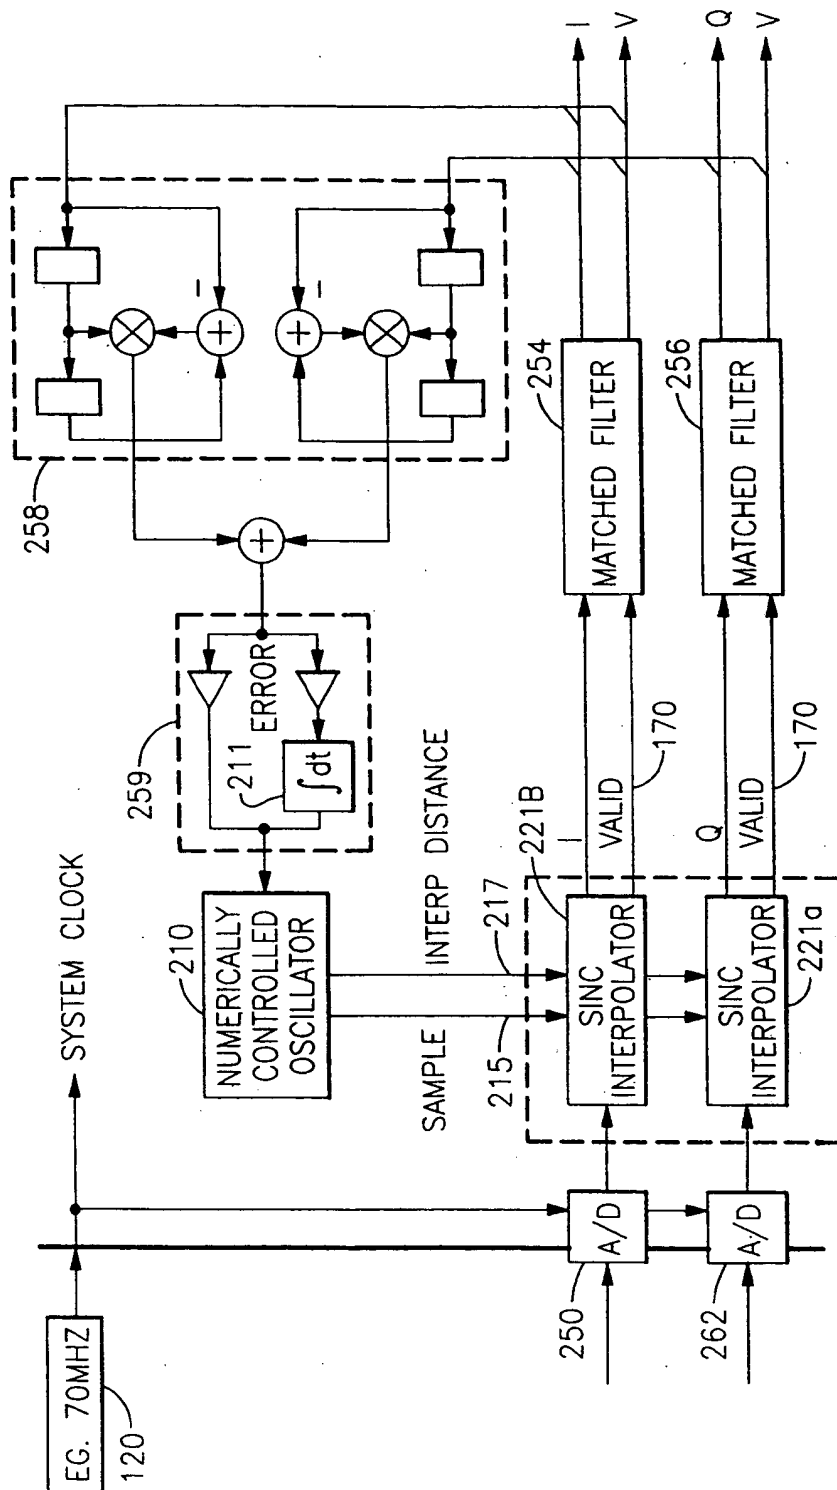 EG. 70MHZ
120
SYSTEM CLOCK
NUMERICALLY
CONTROLLED
OSCILLATOR
210
259
211
∫dt
ERROR
258
+
+
+
−
−
SAMPLE
215
INTERP DISTANCE
217
A/D
250
A/D
262
SINC
INTERPOLATOR
221B
SINC
INTERPOLATOR
221a
I
VALID
170
Q
VALID
170
MATCHED FILTER
254
MATCHED FILTER
256
I
V
Q
V